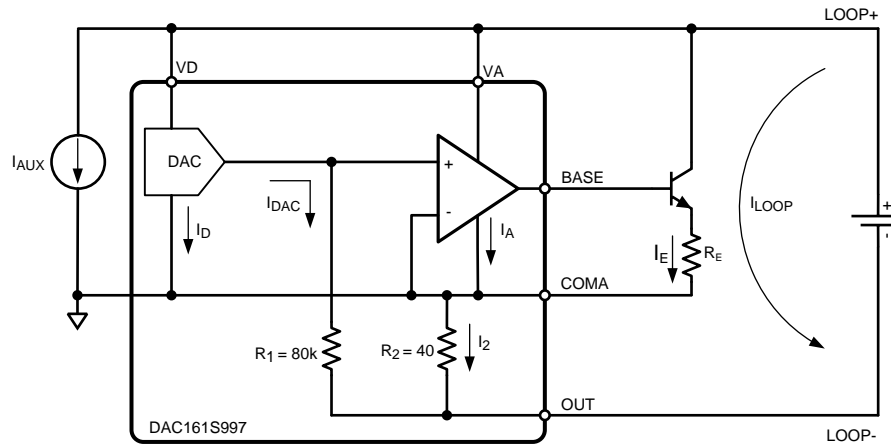 LOOP+
VD
VA
DAC
+
-
BASE
IAUX
IDAC
ID
IA
ILOOP
+
-
IE
RE
COMA
R1 = 80k
R2 = 40
I2
OUT
DAC161S997
LOOP-